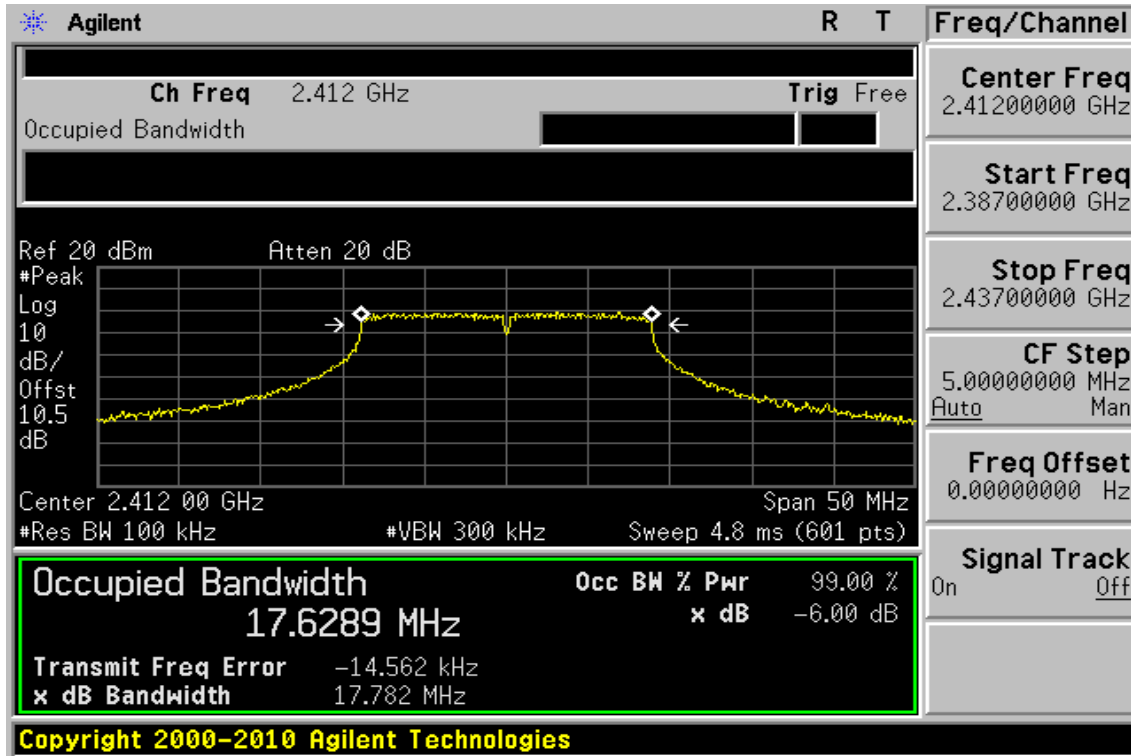 Agilent R T Freq/Channel
Ch Freq 2.412 GHz Trig Free
Occupied Bandwidth
Center Freq
2.41200000 GHz
Start Freq
2.38700000 GHz
Stop Freq
2.43700000 GHz
CF Step
5.00000000 MHz
Auto Man
Freq Offset
0.00000000 Hz
Signal Track
On Off
Ref 20 dBm Atten 20 dB
#Peak
Log
10
dB/
Offst
10.5
dB
Center 2.412 00 GHz Span 50 MHz
#Res BW 100 kHz #VBW 300 kHz Sweep 4.8 ms (601 pts)
Occupied Bandwidth
17.6289 MHz
Occ BW % Pwr 99.00 %
x dB -6.00 dB
Transmit Freq Error -14.562 kHz
x dB Bandwidth 17.782 MHz
Copyright 2000-2010 Agilent Technologies